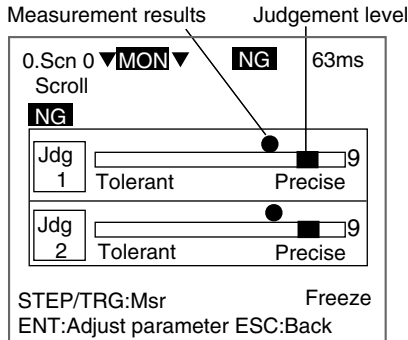 Measurement results Judgement level
0.Scn 0 ▼MON▼ NG 63ms
Scroll
NG
Jdg 1
9
Tolerant Precise
Jdg 2
9
Tolerant Precise
STEP/TRG:Msr Freeze
ENT:Adjust parameter ESC:Back